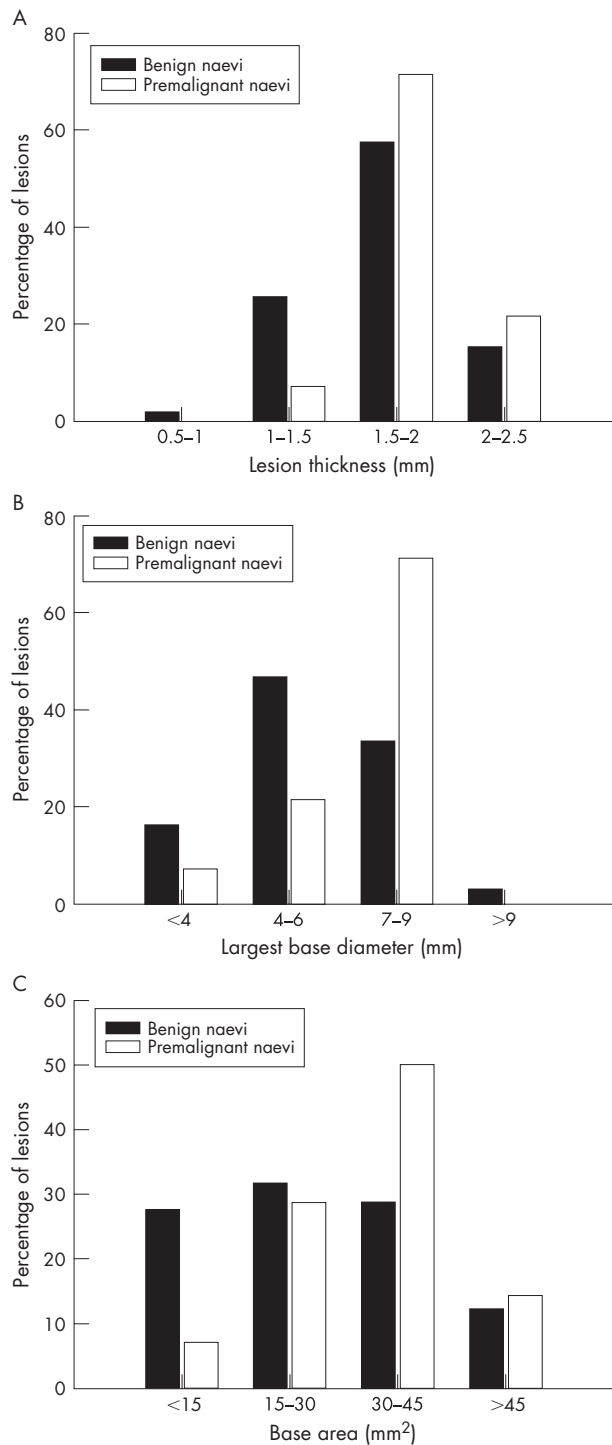 A
80
Benign naevi
Premalignant naevi
60
40
20
0
Percentage of lesions
0.5–1 1–1.5 1.5–2 2–2.5
Lesion thickness (mm)
B
80
Benign naevi
Premalignant naevi
60
40
20
0
Percentage of lesions
<4 4–6 7–9 >9
Largest base diameter (mm)
C
60
Benign naevi
Premalignant naevi
50
40
30
20
10
0
Percentage of lesions
<15 15–30 30–45 >45
Base area (mm²)